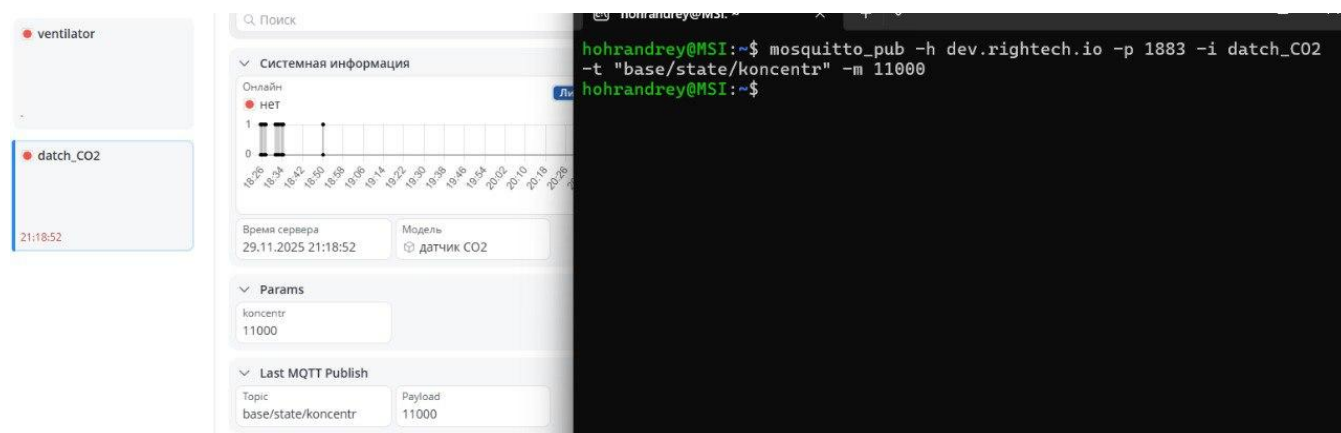 ventilator
-
datch_CO2
21:18:52
Поиск
Системная информация
Онлайн
нет
1
0
18:26
18:34
18:42
18:50
18:58
19:06
19:14
19:22
19:30
19:38
19:46
19:54
20:02
20:10
20:18
20:26
Время сервера
29.11.2025 21:18:52
Модель
датчик CO2
Params
koncentr
11000
Last MQTT Publish
Topic
base/state/koncentr
Payload
11000
hohrandrey@MSI: ~
hohrandrey@MSI:~$ mosquitto_pub -h dev.rightech.io -p 1883 -i datch_CO2
-t "base/state/koncentr" -m 11000
hohrandrey@MSI:~$